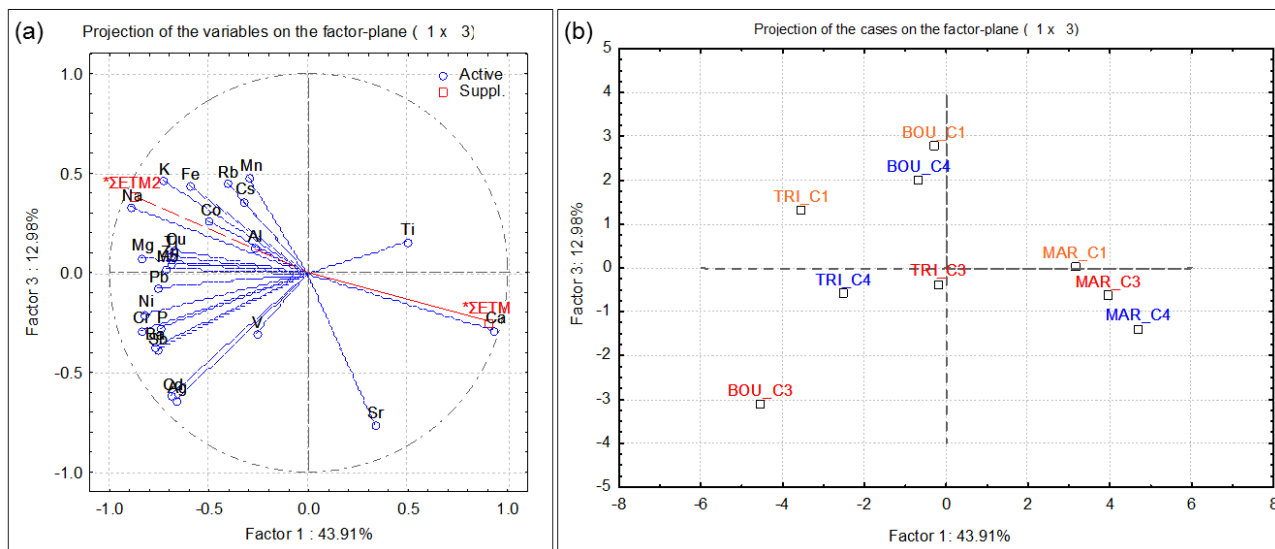 (a)
Projection of the variables on the factor-plane ( 1 x 3)
Active
Suppl.
1.0
0.5
0.0
-0.5
-1.0
Factor 3 : 12.98%
K
Fe
Rb
Mn
*ΣETM2
Na
Cs
Co
Al
Ti
Cu
Mg
Pb
Ni
*ΣETM
Ca
Cr
P
V
Sb
Cd
Ag
Sr
-1.0
-0.5
0.0
0.5
1.0
Factor 1 : 43.91%
(b)
Projection of the cases on the factor-plane ( 1 x 3)
5
4
3
2
1
0
-1
-2
-3
-4
-5
Factor 3: 12.98%
BOU_C1
BOU_C4
TRI_C1
MAR_C1
TRI_C3
TRI_C4
MAR_C3
MAR_C4
BOU_C3
-8
-6
-4
-2
0
2
4
6
8
Factor 1: 43.91%